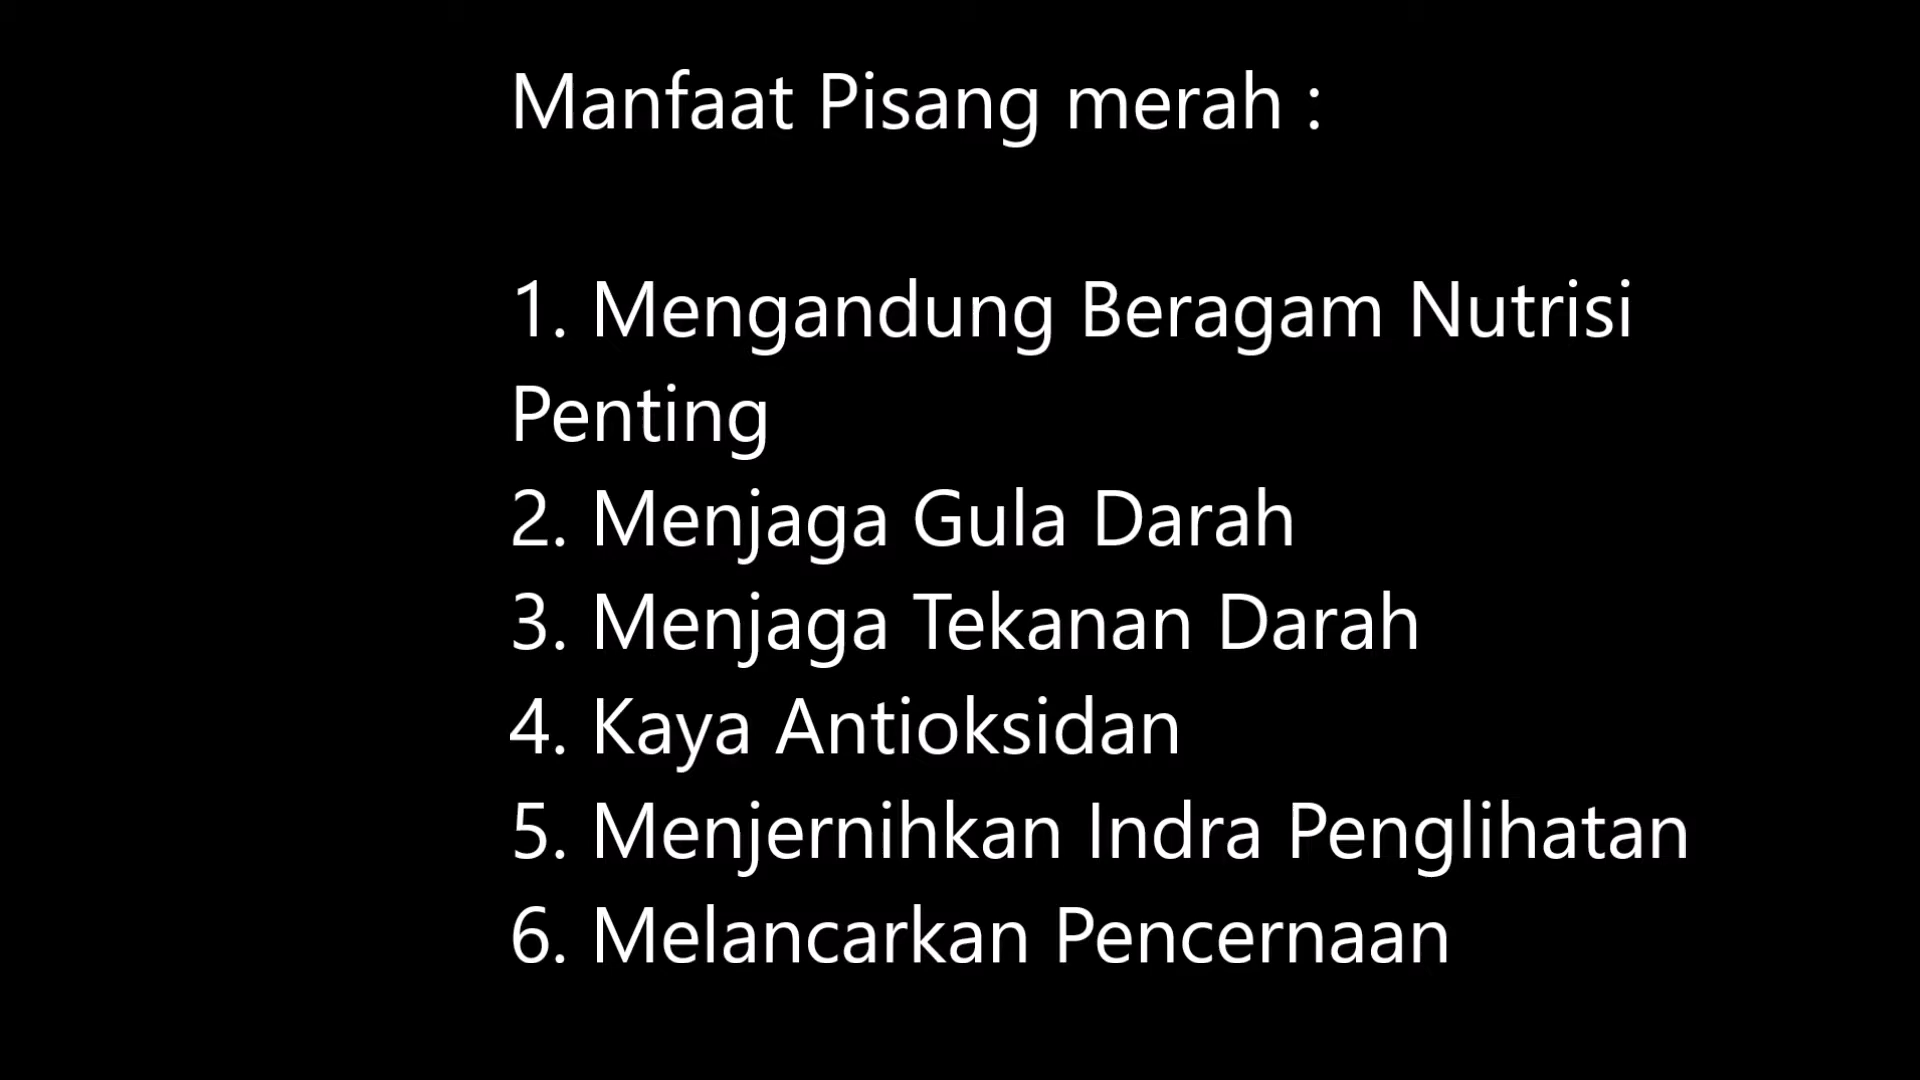 Manfaat Pisang merah :
1. Mengandung Beragam Nutrisi
Penting
2. Menjaga Gula Darah
3. Menjaga Tekanan Darah
4. Kaya Antioksidan
5. Menjernihkan Indra Penglihatan
6. Melancarkan Pencernaan